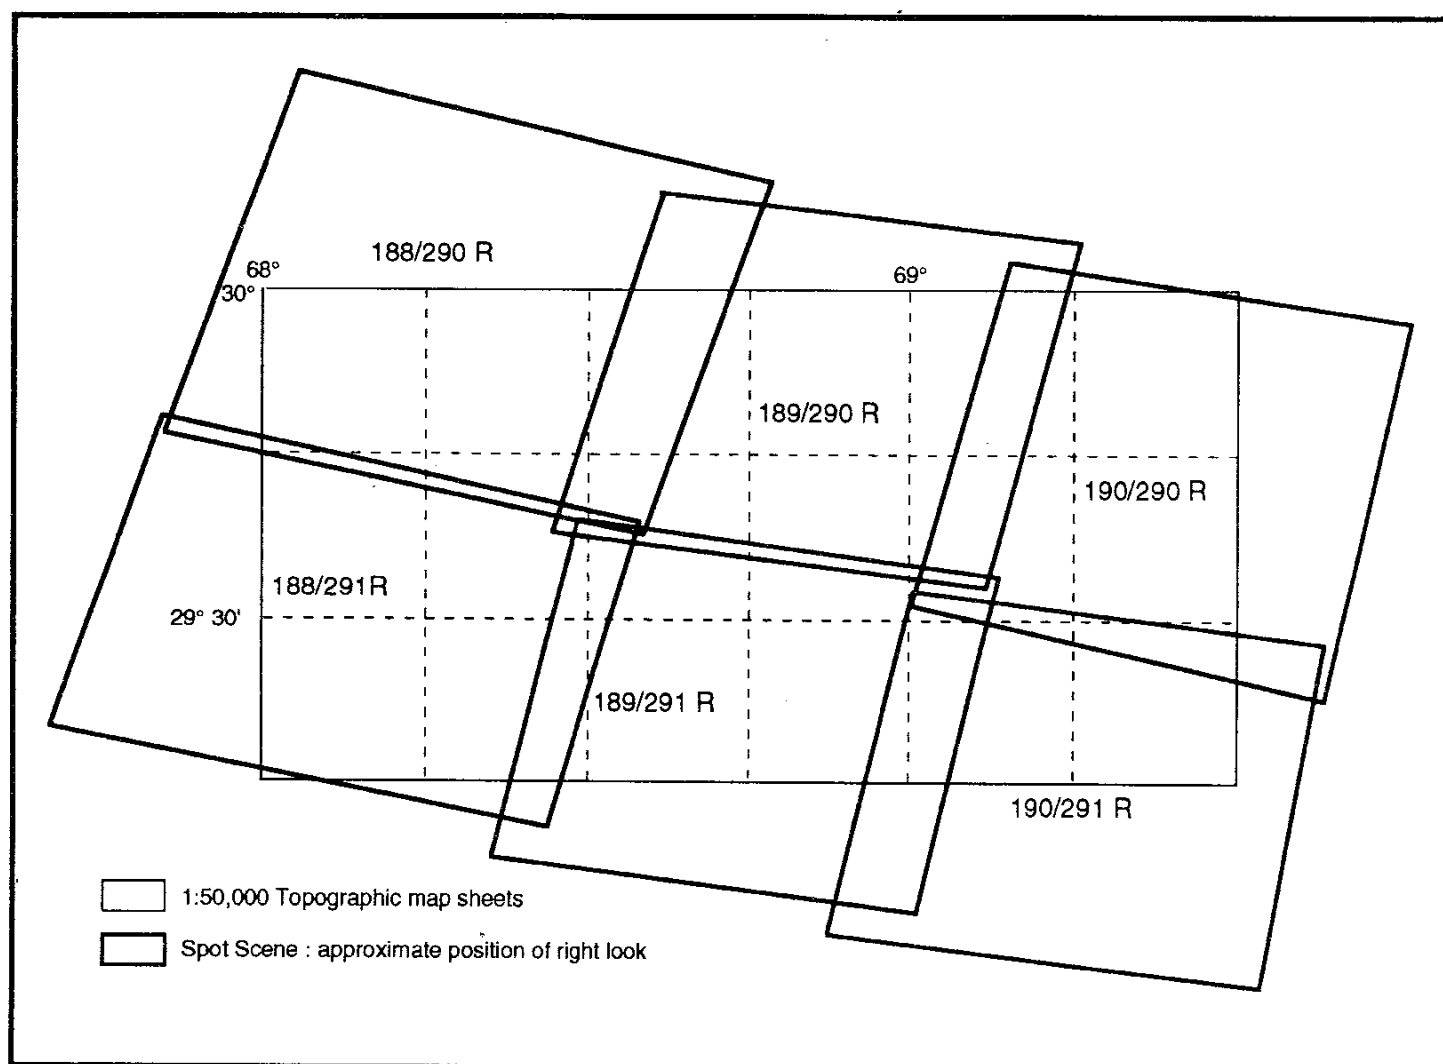 188/290 R
68°
69°
30°
189/290 R
190/290 R
188/291R
29° 30'
189/291 R
190/291 R
1:50,000 Topographic map sheets
Spot Scene : approximate position of right look